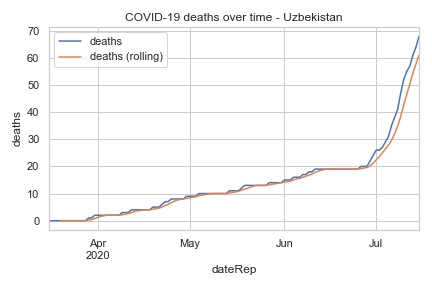 COVID-19 deaths over time - Uzbekistan
deaths
deaths (rolling)
70
60
50
40
30
20
10
0
deaths
Apr
2020
May
Jun
Jul
dateRep